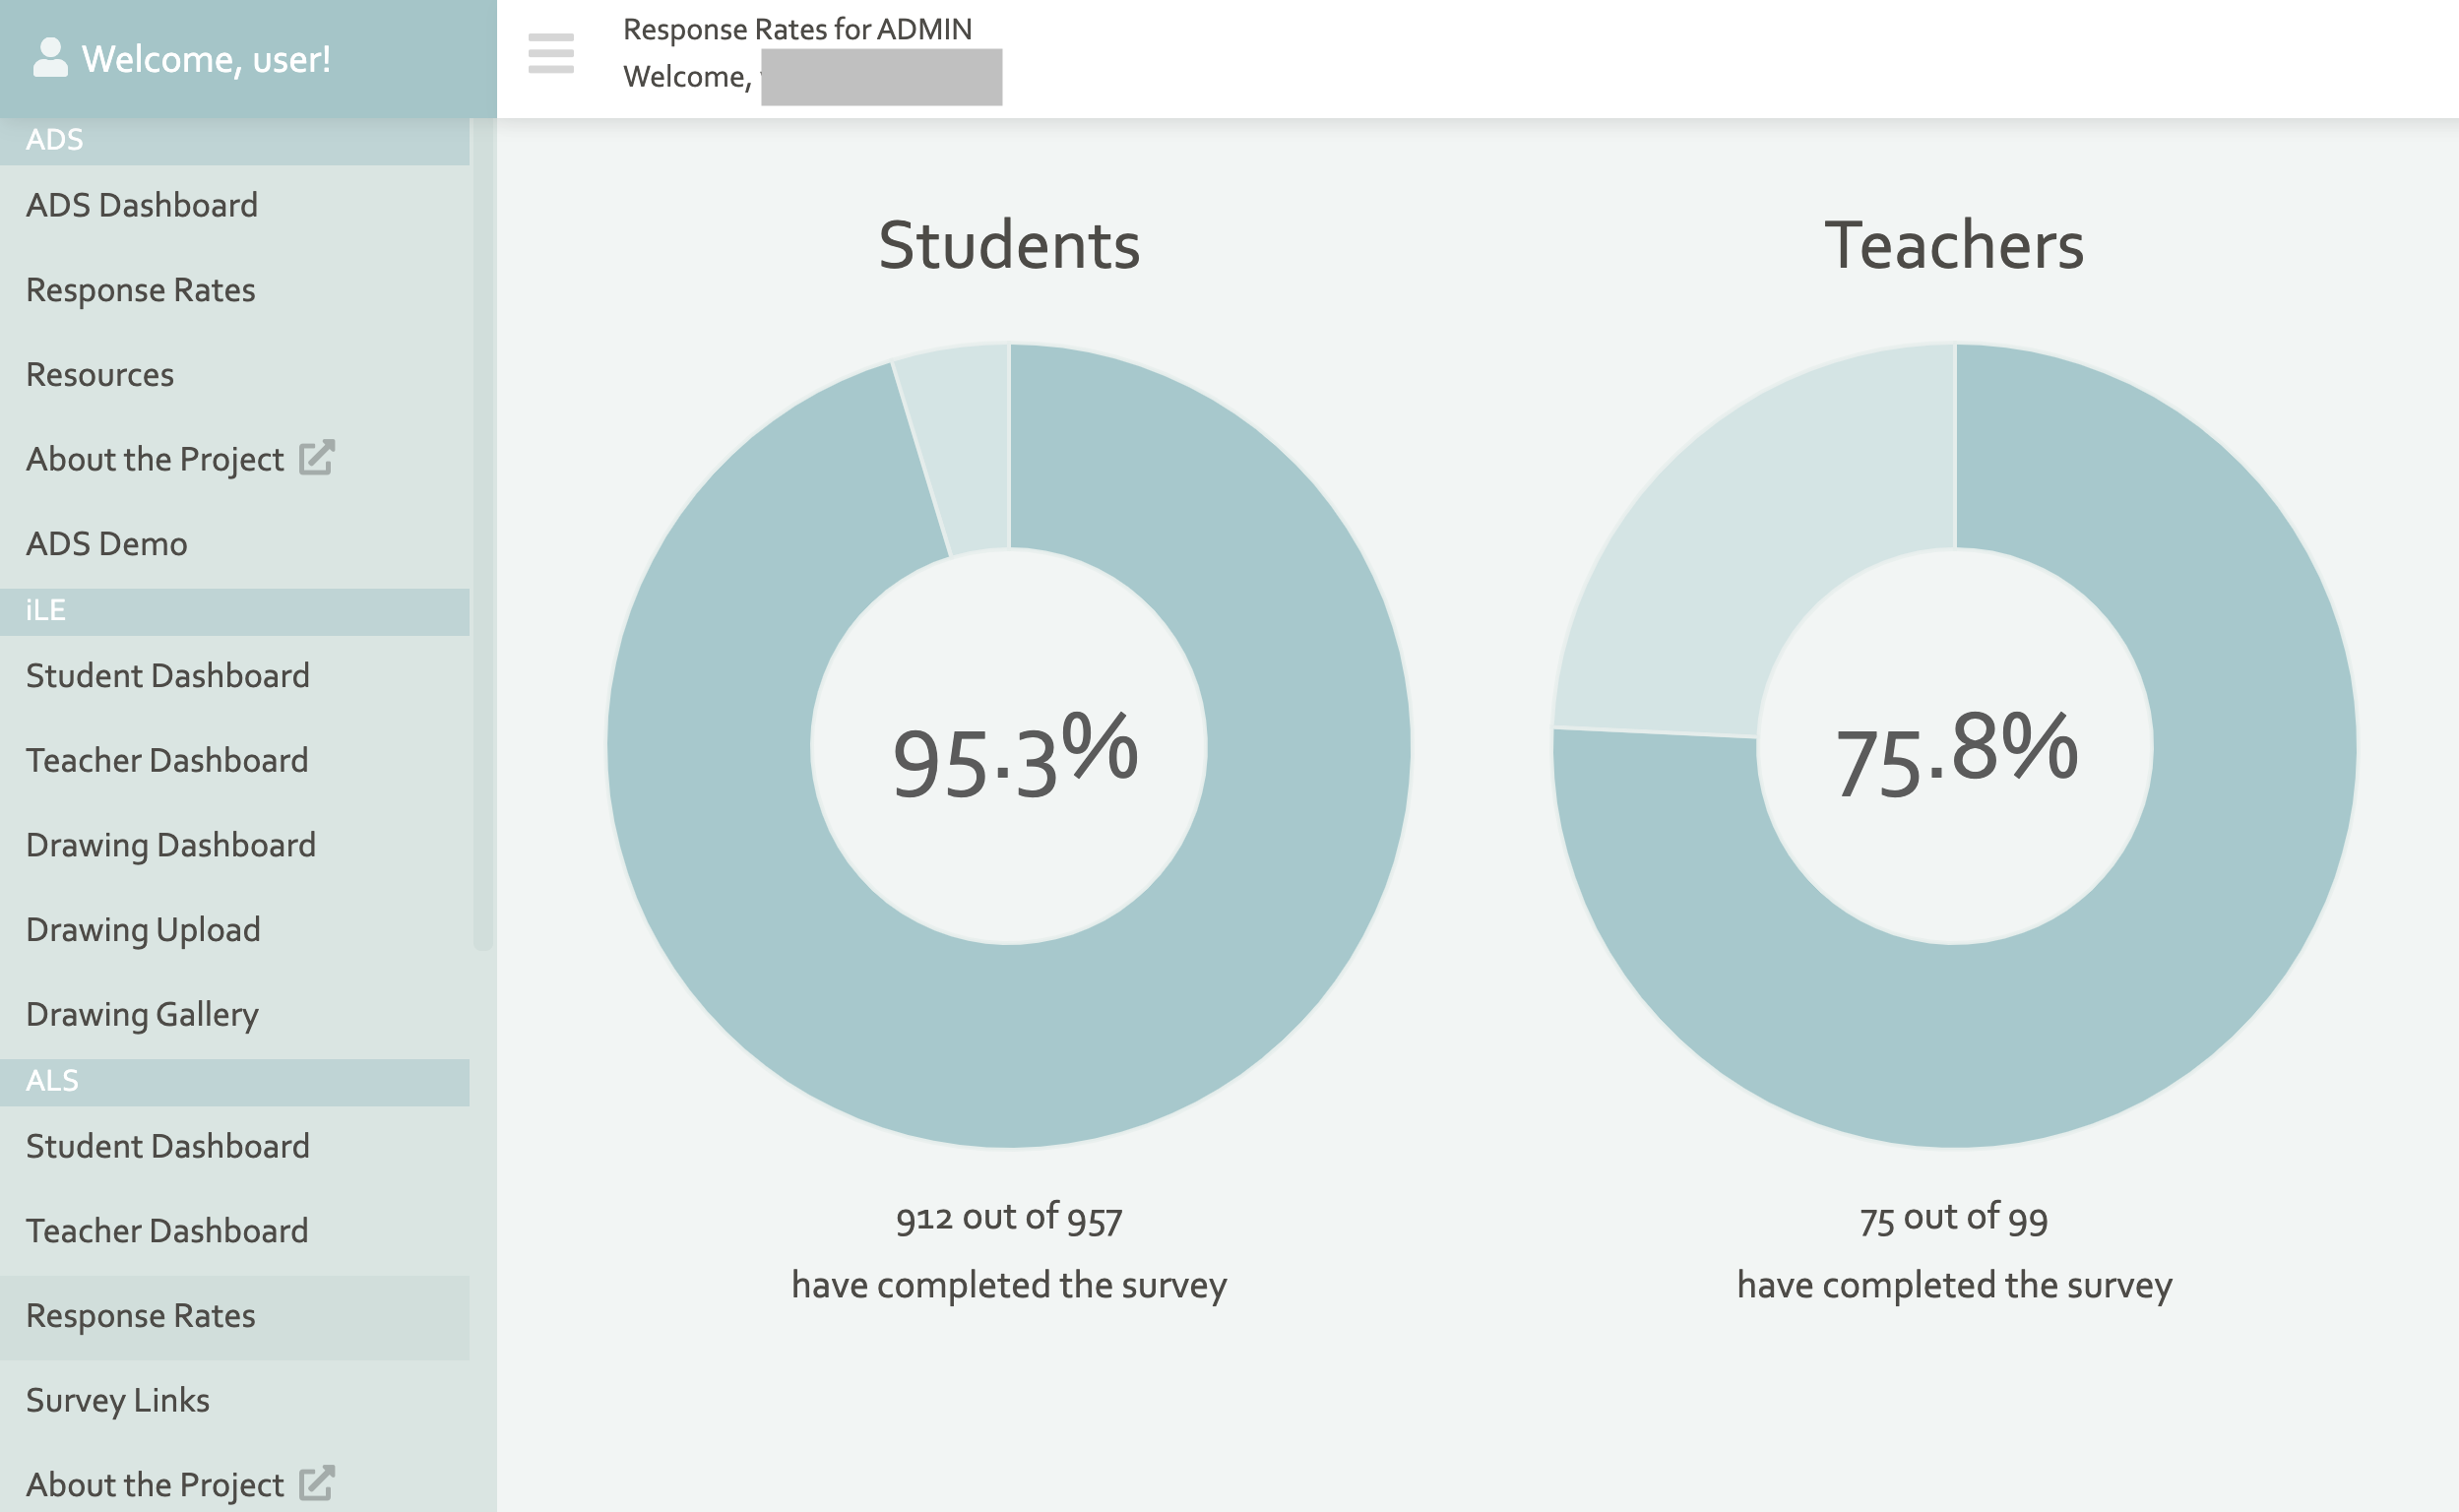 Welcome, user!
ADS
ADS Dashboard
Response Rates
Resources
About the Project
ADS Demo
iLE
Student Dashboard
Teacher Dashboard
Drawing Dashboard
Drawing Upload
Drawing Gallery
ALS
Student Dashboard
Teacher Dashboard
Response Rates
Survey Links
About the Project
Response Rates for ADMIN
Welcome,
Students
95.3%
912 out of 957
have completed the survey
Teachers
75.8%
75 out of 99
have completed the survey